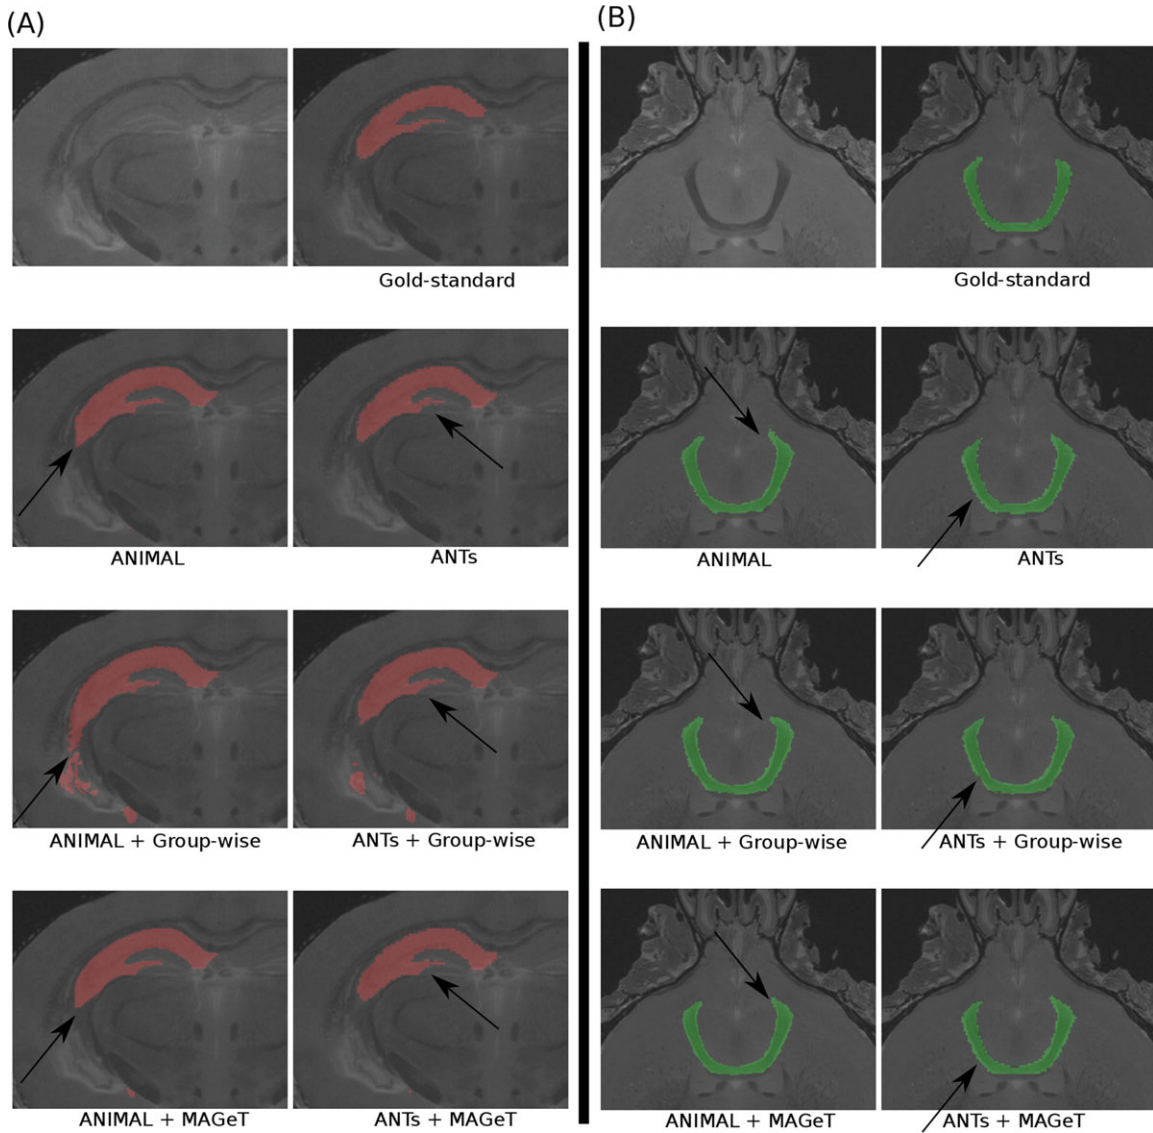 (A)
(B)
Gold-standard
Gold-standard
ANIMAL
ANTs
ANIMAL
ANTs
ANIMAL + Group-wise
ANTs + Group-wise
ANIMAL + Group-wise
ANTs + Group-wise
ANIMAL + MAGeT
ANTs + MAGeT
ANIMAL + MAGeT
ANTs + MAGeT